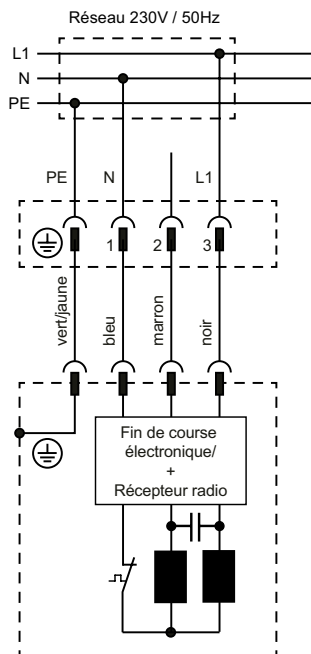 Réseau 230V / 50Hz
L1
N
PE
PE N L1
1 2 3
vert/jaune
bleu
marron
noir
Fin de course
électronique/
+
Récepteur radio